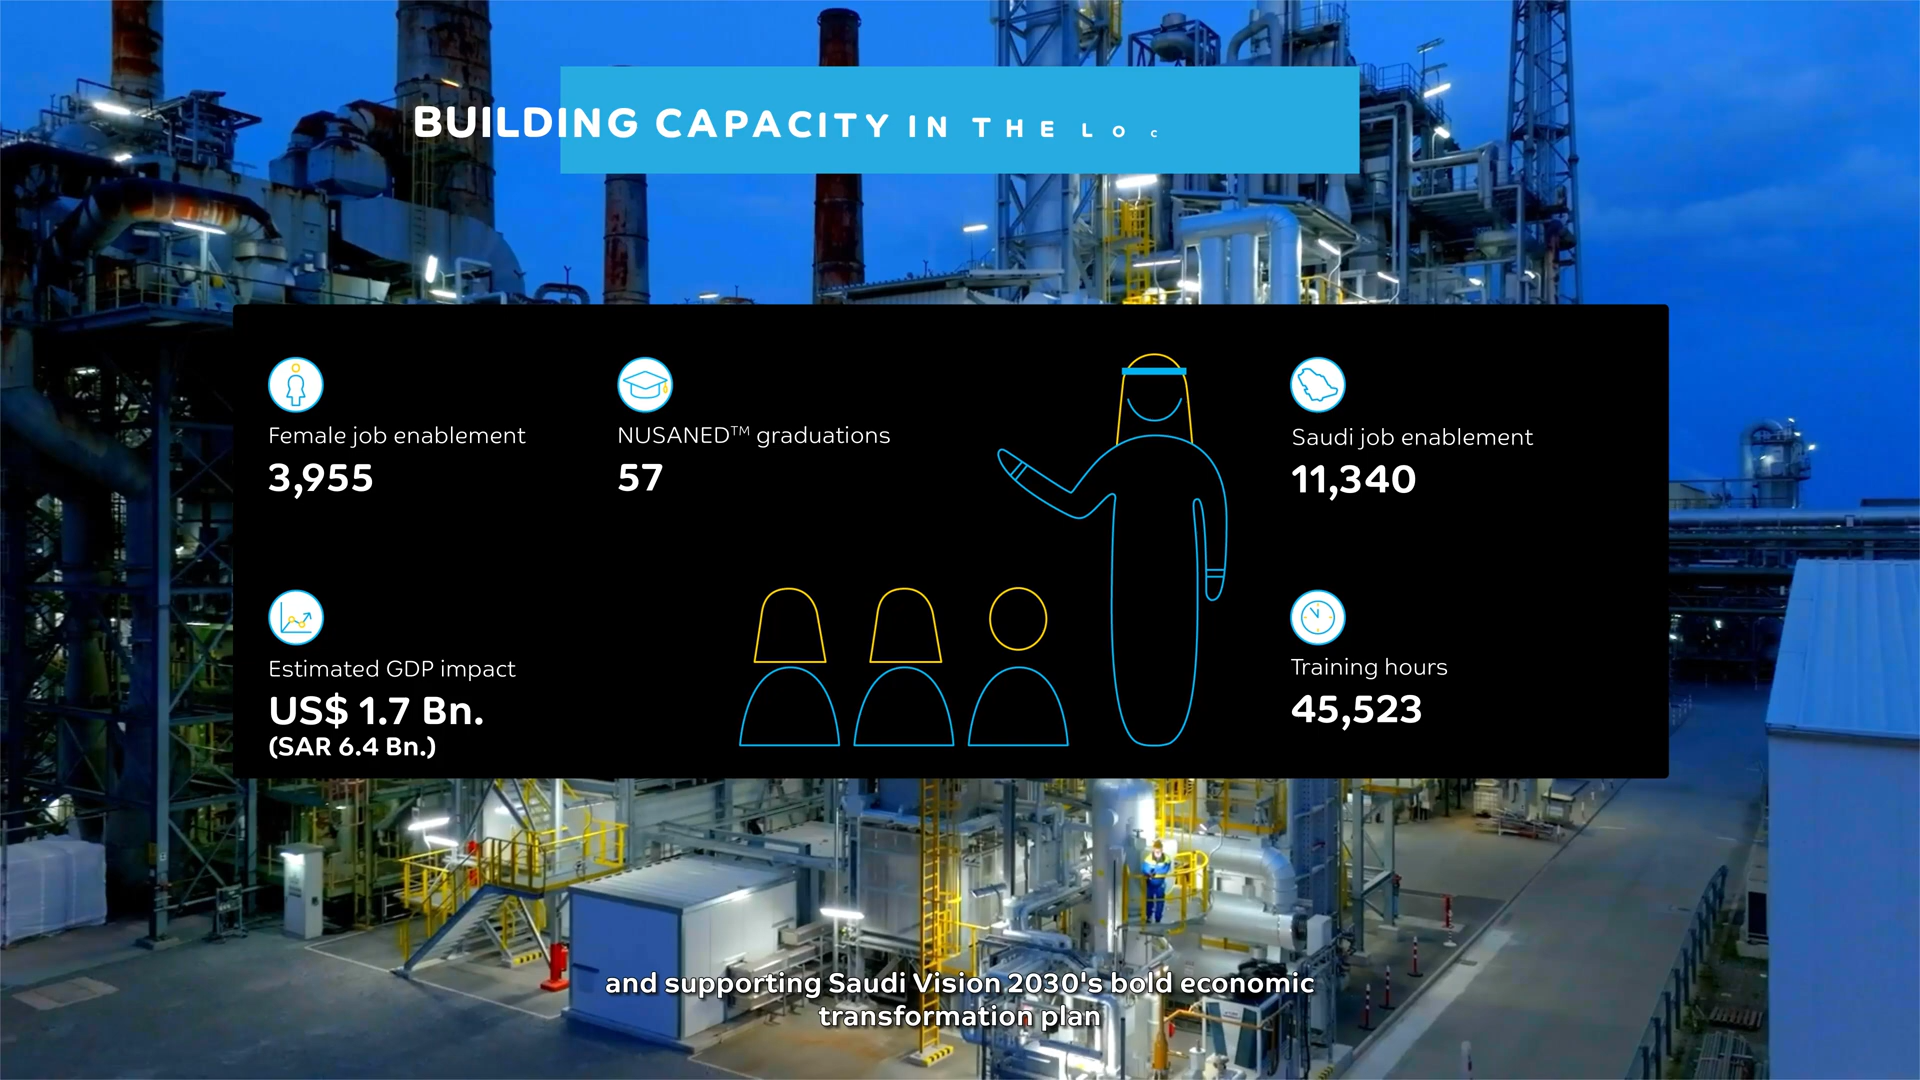 BUILDING CAPACITY IN THE LOC
Female job enablement
3,955
NUSANED™ graduations
57
Saudi job enablement
11,340
Estimated GDP impact
US$ 1.7 Bn.
(SAR 6.4 Bn.)
Training hours
45,523
and supporting Saudi Vision 2030's bold economic
transformation plan